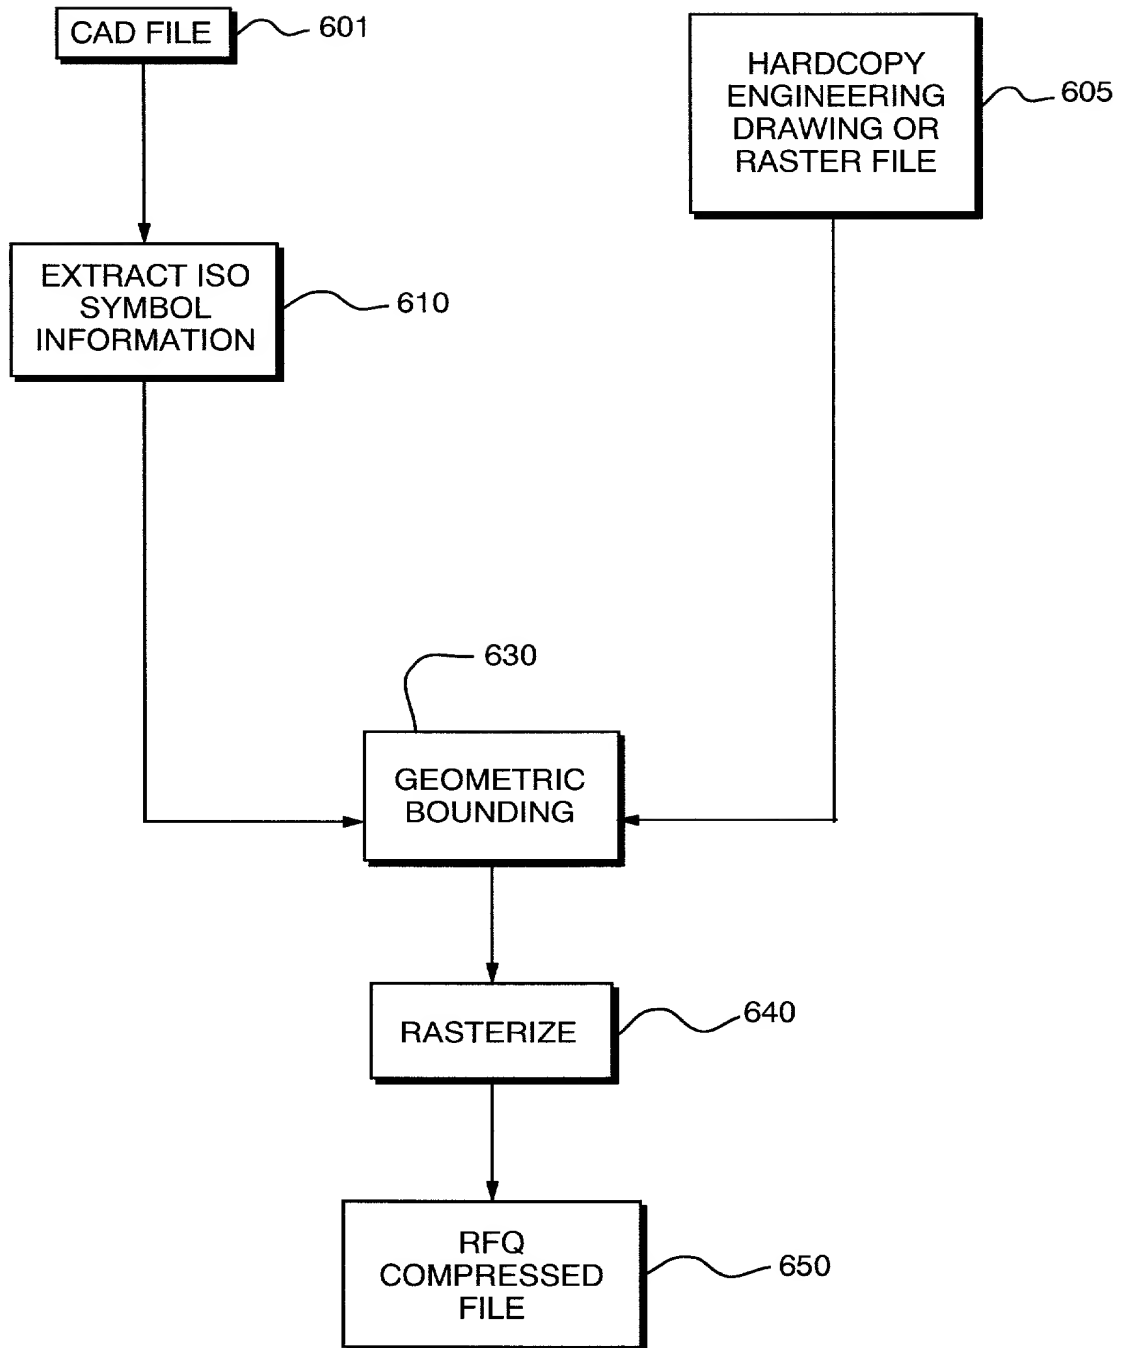 CAD FILE
601
HARDCOPY
ENGINEERING
DRAWING OR
RASTER FILE
605
EXTRACT ISO
SYMBOL
INFORMATION
610
630
GEOMETRIC
BOUNDING
RASTERIZE
640
RFQ
COMPRESSED
FILE
650